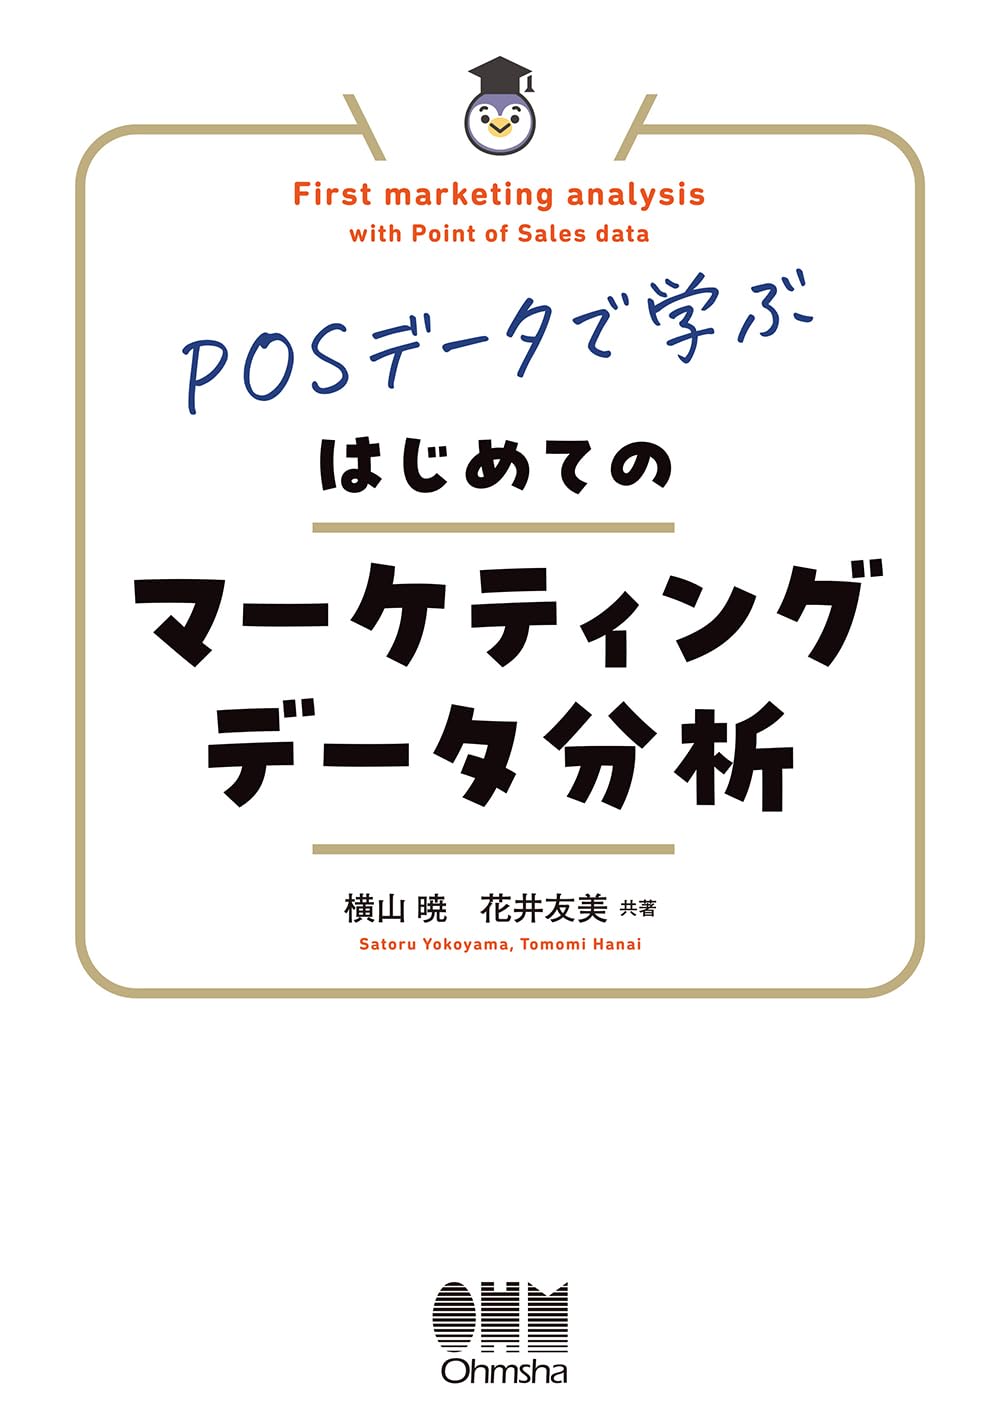 First marketing analysis
with Point of Sales data
POSデータで学ぶ
はじめての
マーケティング
データ分析
横山 暁　花井友美 共著
Satoru Yokoyama, Tomomi Hanai
OHM
Ohmsha